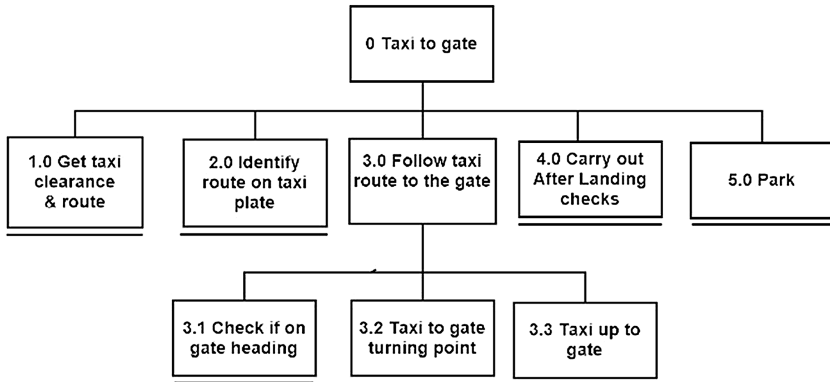 0 Taxi to gate
1.0 Get taxi
clearance
& route
2.0 Identify
route on taxi
plate
3.0 Follow taxi
route to the gate
4.0 Carry out
After Landing
checks
5.0 Park
3.1 Check if on
gate heading
3.2 Taxi to gate
turning point
3.3 Taxi up to
gate